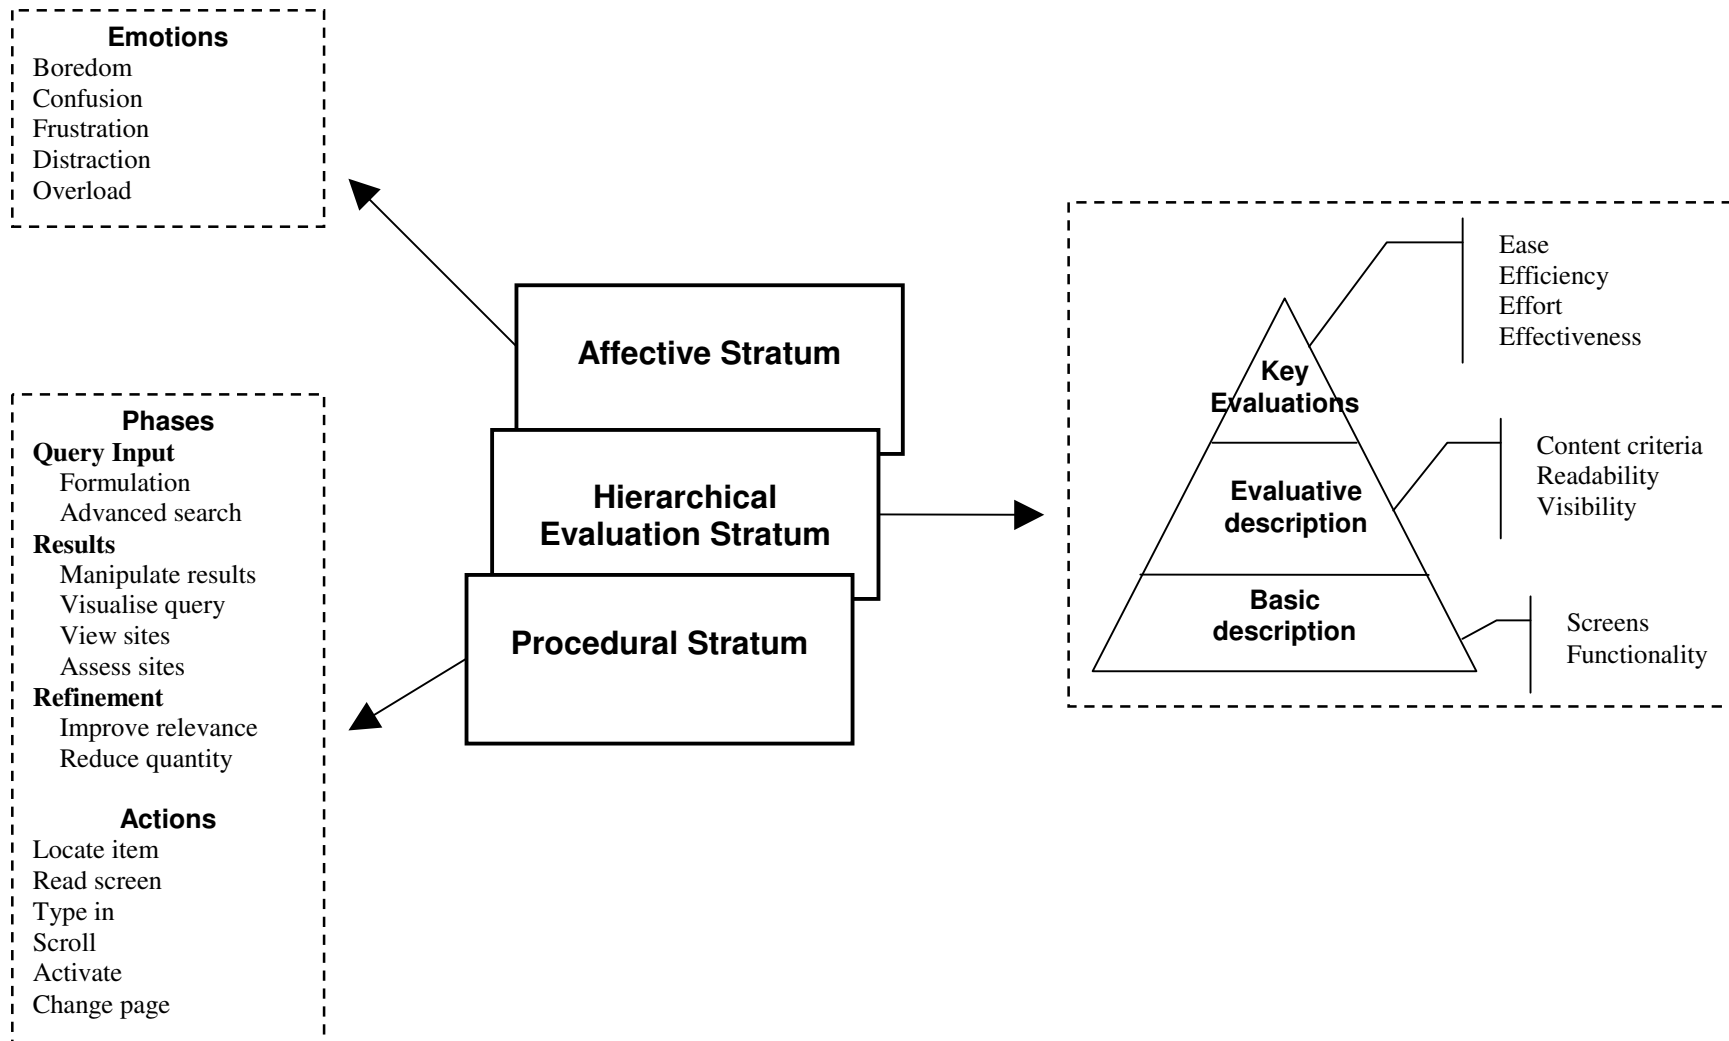 Emotions
Boredom
Confusion
Frustration
Distraction
Overload
Phases
Query Input
Formulation
Advanced search
Results
Manipulate results
Visualise query
View sites
Assess sites
Refinement
Improve relevance
Reduce quantity
Actions
Locate item
Read screen
Type in
Scroll
Activate
Change page
Affective Stratum
Hierarchical
Evaluation Stratum
Procedural Stratum
Key
Evaluations
Evaluative
description
Basic
description
Ease
Efficiency
Effort
Effectiveness
Content criteria
Readability
Visibility
Screens
Functionality